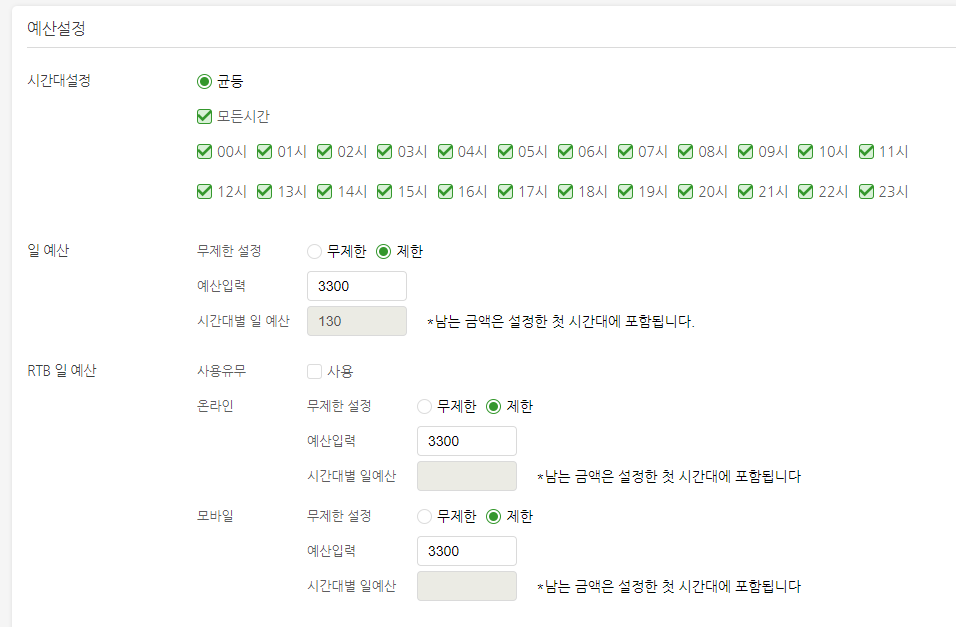 예산설정
시간대설정 균등
모든시간
00시 01시 02시 03시 04시 05시 06시 07시 08시 09시 10시 11시
12시 13시 14시 15시 16시 17시 18시 19시 20시 21시 22시 23시
일 예산 무제한 설정 무제한 제한
예산입력 3300
시간대별 일 예산 130 *남는 금액은 설정한 첫 시간대에 포함됩니다.
RTB 일 예산 사용유무 사용
온라인 무제한 설정 무제한 제한
예산입력 3300
시간대별 일예산 *남는 금액은 설정한 첫 시간대에 포함됩니다
모바일 무제한 설정 무제한 제한
예산입력 3300
시간대별 일예산 *남는 금액은 설정한 첫 시간대에 포함됩니다